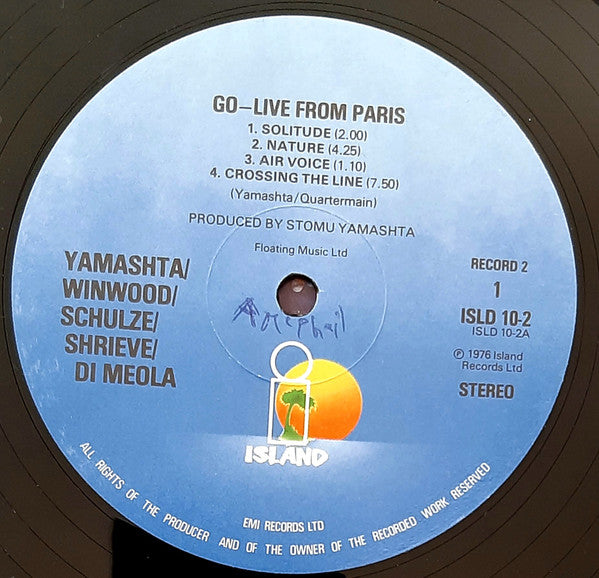 GO–LIVE FROM PARIS
1. SOLITUDE (2.00)
2. NATURE (4.25)
3. AIR VOICE (1.10)
4. CROSSING THE LINE (7.50)
(Yamashta/Quartermain)
PRODUCED BY STOMU YAMASHTA
Floating Music Ltd
YAMASHTA/
WINWOOD/
SCHULZE/
SHRIEVE/
DI MEOLA
RECORD 2
1
ISLD 10-2
ISLD 10-2A
℗ 1976 Island
Records Ltd
STEREO
ISLAND
EMI RECORDS LTD
ALL RIGHTS OF THE PRODUCER AND OF THE OWNER OF THE RECORDED WORK RESERVED